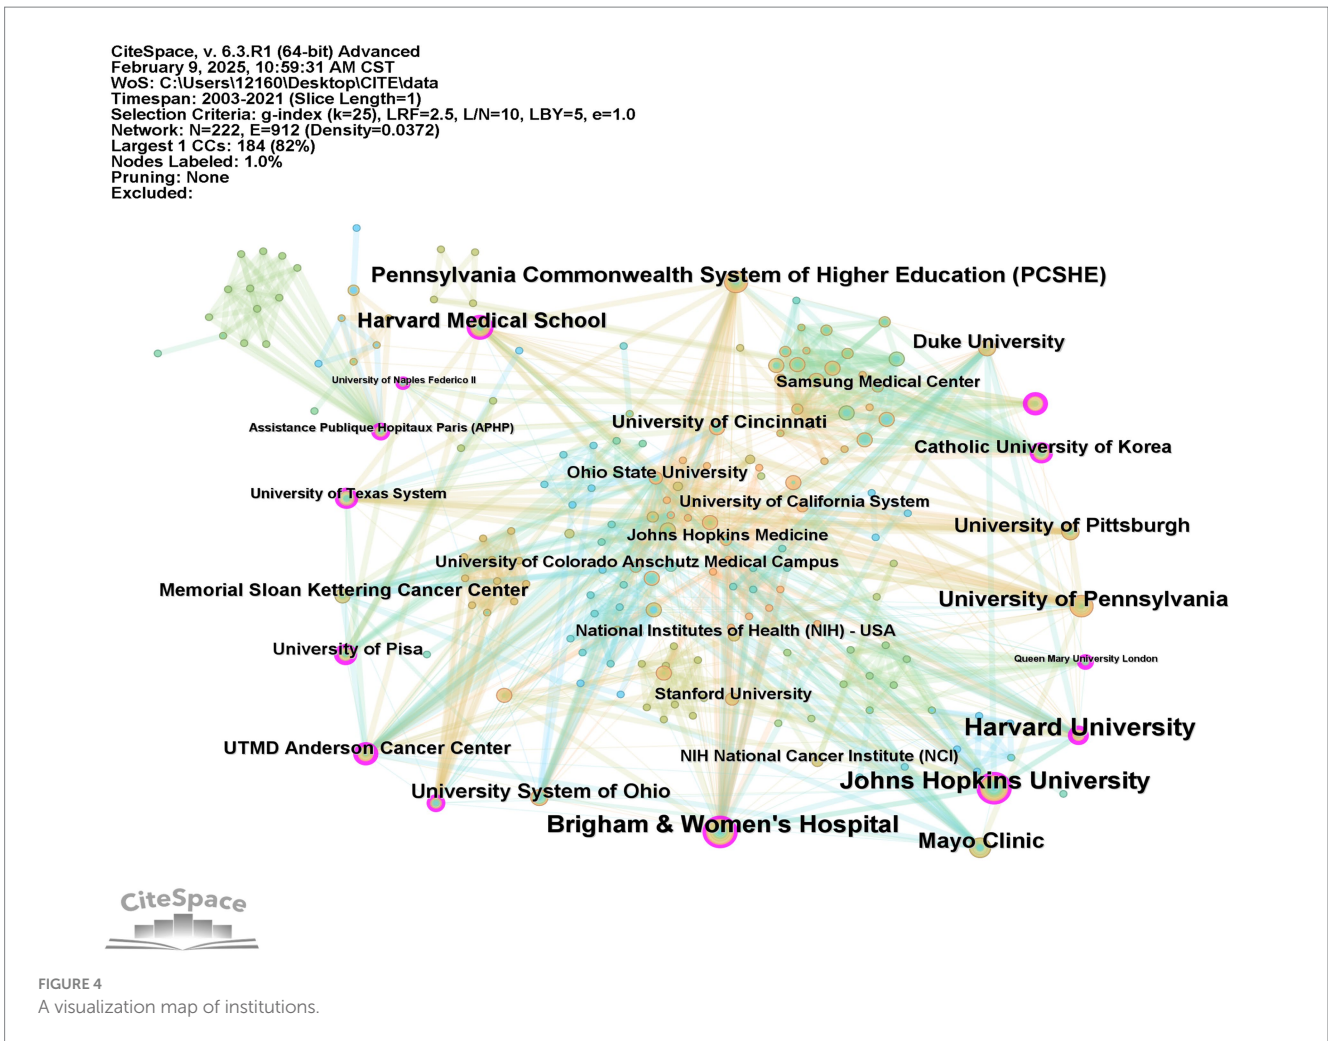 CiteSpace, v. 6.3.R1 (64-bit) Advanced
February 9, 2025, 10:59:31 AM CST
WoS: C:\Users\12160\Desktop\CITE\data
Timespan: 2003-2021 (Slice Length=1)
Selection Criteria: g-index (k=25), LRF=2.5, L/N=10, LBY=5, e=1.0
Network: N=222, E=912 (Density=0.0372)
Largest 1 CCs: 184 (82%)
Nodes Labeled: 1.0%
Pruning: None
Excluded:
Pennsylvania Commonwealth System of Higher Education (PCSHE)
Harvard Medical School
Duke University
University of Naples Federico II
Samsung Medical Center
University of Cincinnati
Assistance Publique Hopitaux Paris (APHP)
Catholic University of Korea
Ohio State University
University of Texas System
University of California System
University of Pittsburgh
Johns Hopkins Medicine
University of Colorado Anschutz Medical Campus
Memorial Sloan Kettering Cancer Center
University of Pennsylvania
National Institutes of Health (NIH) - USA
University of Pisa
Queen Mary University London
Stanford University
Harvard University
UTMD Anderson Cancer Center
NIH National Cancer Institute (NCI)
Johns Hopkins University
University System of Ohio
Brigham & Women's Hospital
Mayo Clinic
CiteSpace
FIGURE 4
A visualization map of institutions.